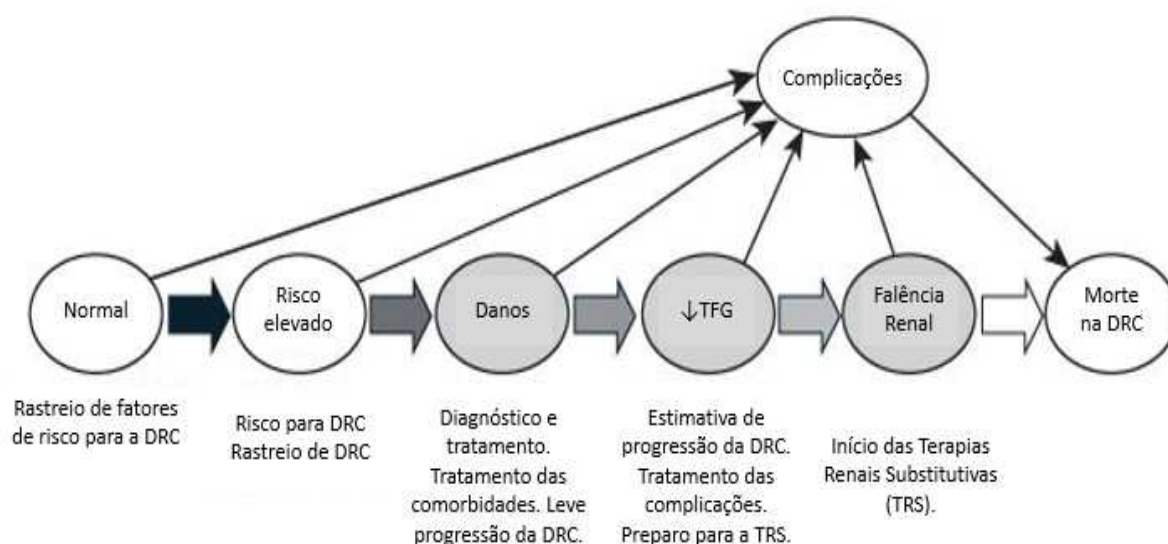 Complicações
Normal
Risco
elevado
Danos
↓TFG
Falência
Renal
Morte
na DRC
Rastreio de fatores
de risco para a DRC
Risco para DRC
Rastreio de DRC
Diagnóstico e
tratamento.
Tratamento das
comorbidades. Leve
progressão da DRC.
Estimativa de
progressão da DRC.
Tratamento das
complicações.
Preparo para a TRS.
Início das Terapias
Renais Substitutivas
(TRS).